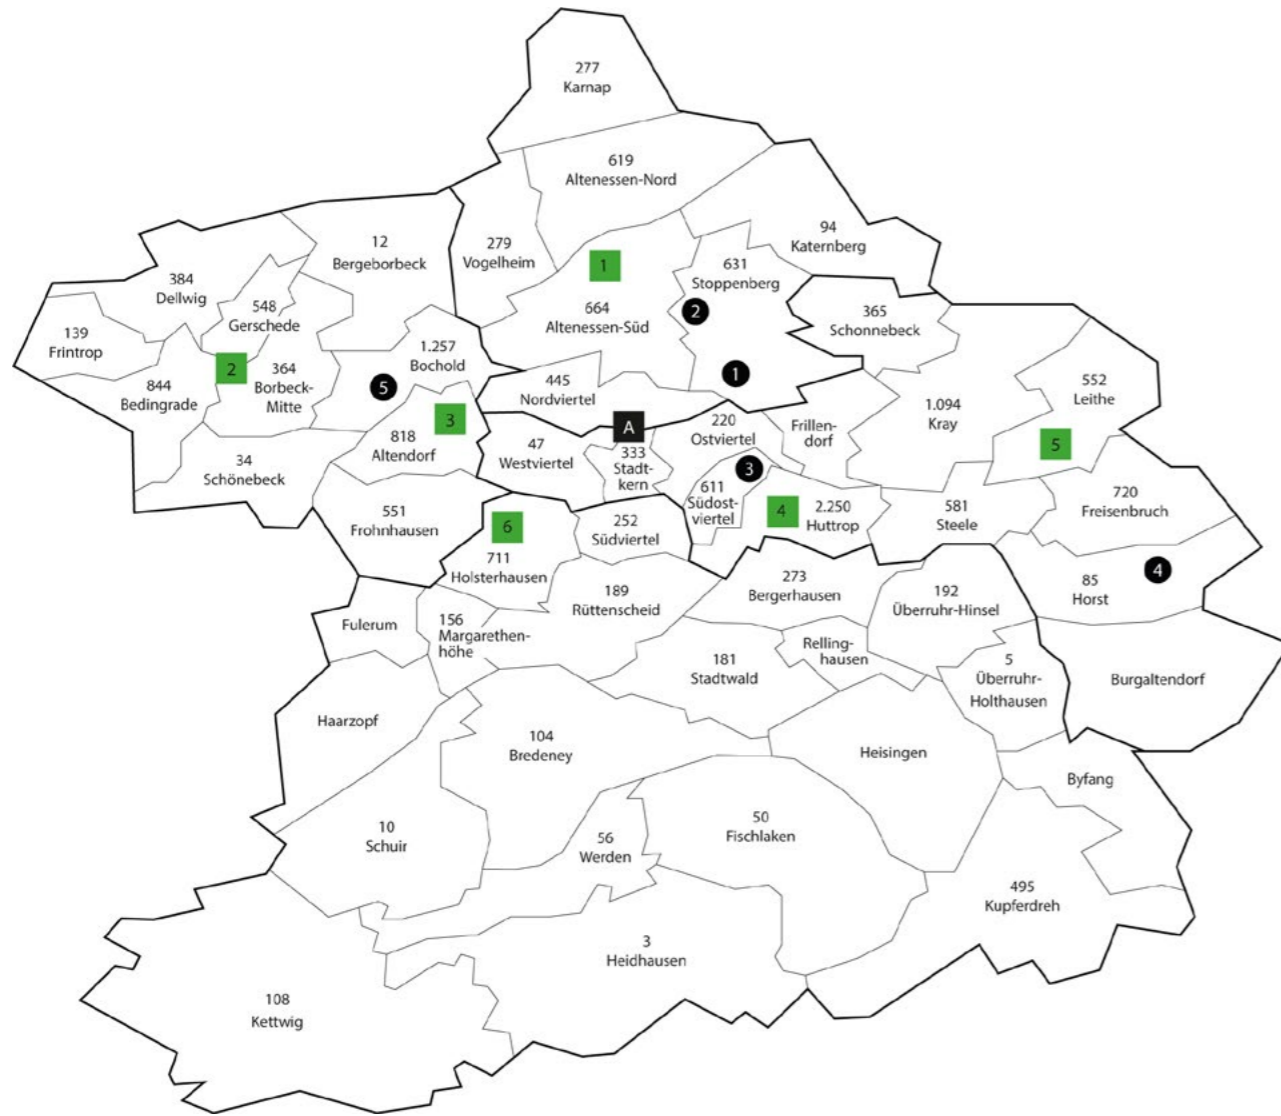 277
Karnap
619
Altenessen-Nord
94
Katernberg
12
Bergeborbeck
279
Vogelheim
1
631
Stoppenberg
384
Dellwig
548
Gerschede
664
Altenessen-Süd
2
365
Schonnebeck
139
Frintrop
1.257
Bochold
2
364
Borbeck-
Mitte
5
1
844
Bedingrade
445
Nordviertel
552
Leithe
1.094
Kray
3
A
220
Ostviertel
Frillen-
dorf
818
Altendorf
47
Westviertel
333
Stadt-
kern
5
34
Schönebeck
3
611
Südost-
viertel
4
2.250
Huttrop
581
Steele
720
Freisenbruch
551
Frohnhausen
6
252
Südviertel
711
Holsterhausen
273
Bergerhausen
4
85
Horst
189
Rüttenscheid
192
Überruhr-Hinsel
Fulerum
156
Margarethen-
höhe
Relling-
hausen
181
Stadtwald
5
Überruhr-
Holthausen
Burgaltendorf
Haarzopf
104
Bredeney
Heisingen
Byfang
10
Schuir
50
Fischlaken
56
Werden
495
Kupferdreh
3
Heidhausen
108
Kettwig